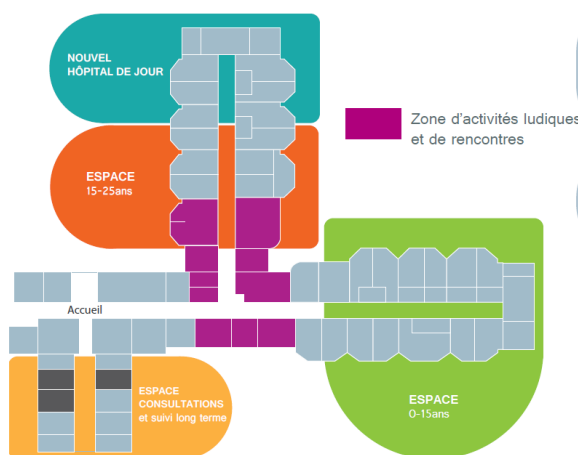 NOUVEL
HÔPITAL DE JOUR
Zone d'activités ludiques
et de rencontres
ESPACE
15-25ans
Accueil
ESPACE
CONSULTATIONS
et suivi long terme
ESPACE
0-15ans